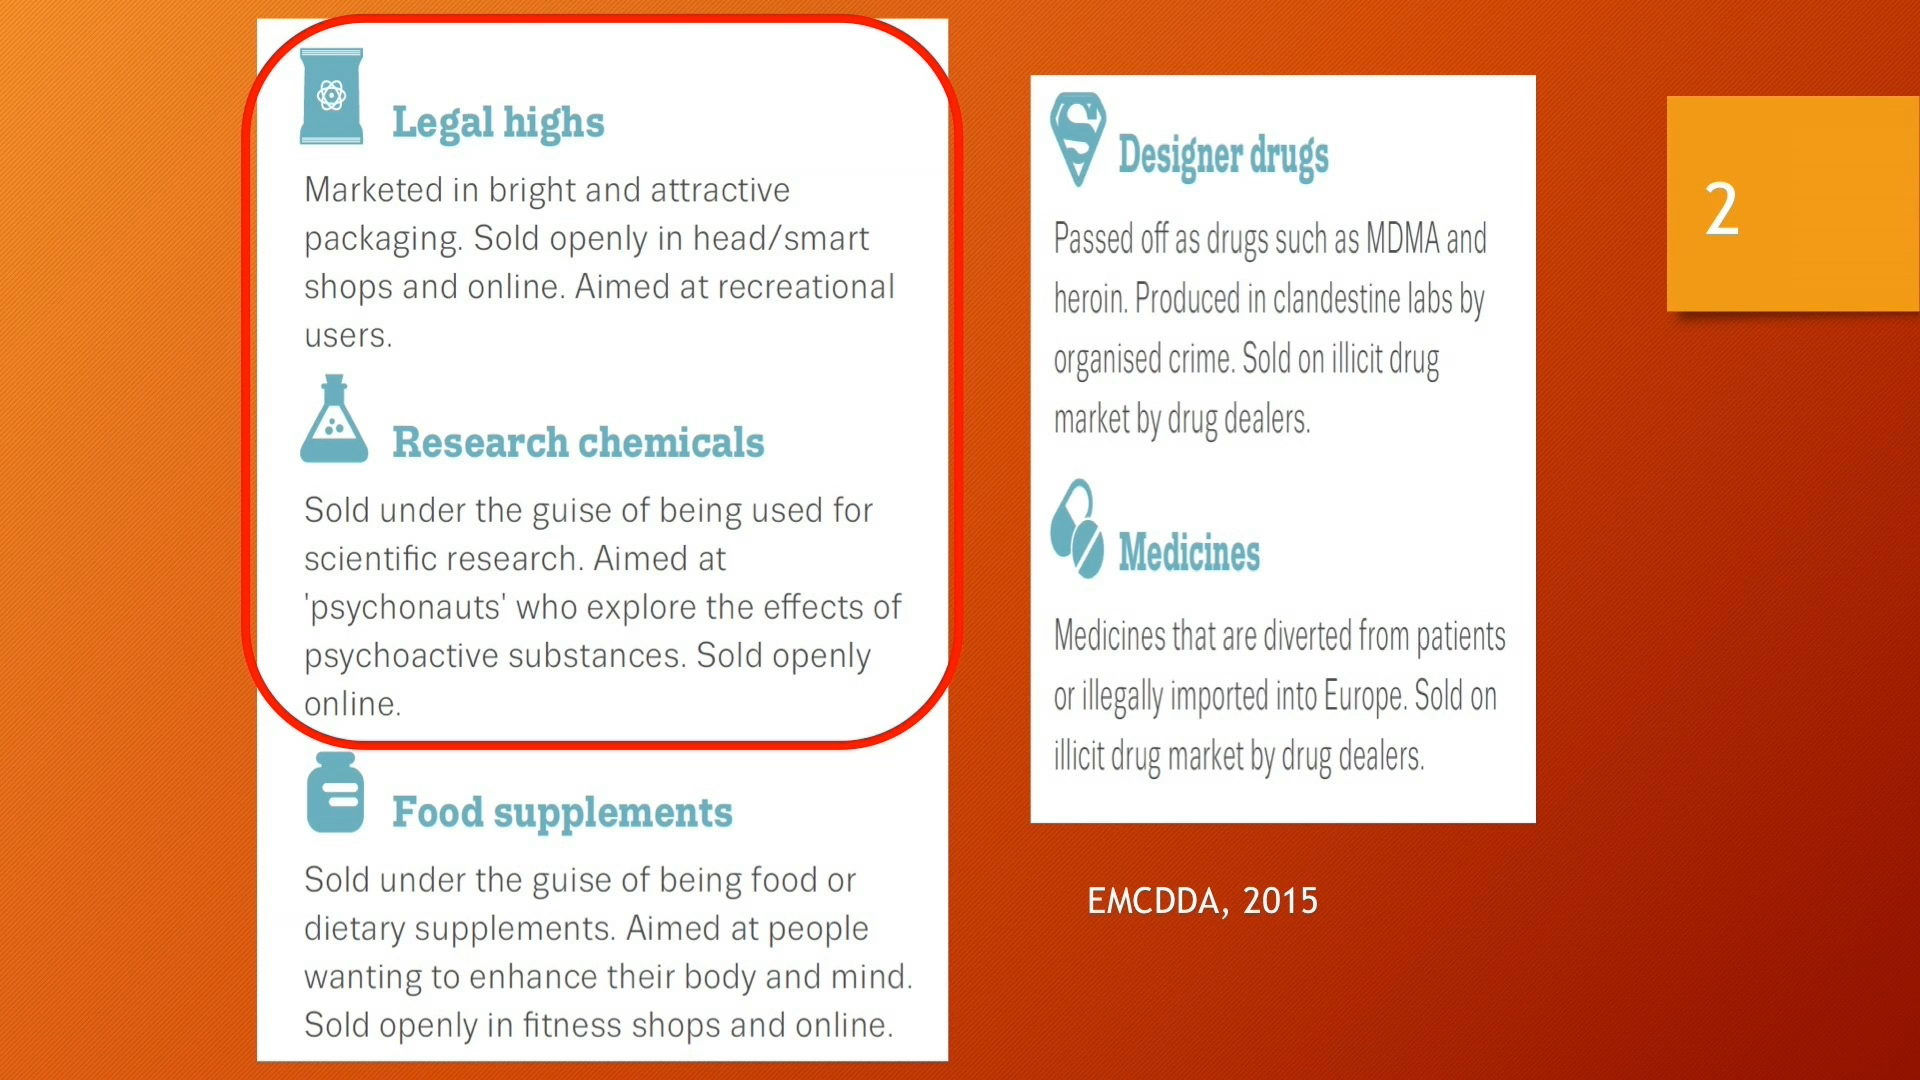 Legal highs
Marketed in bright and attractive
packaging. Sold openly in head/smart
shops and online. Aimed at recreational
users.
Research chemicals
Sold under the guise of being used for
scientific research. Aimed at
'psychonauts' who explore the effects of
psychoactive substances. Sold openly
online.
Food supplements
Sold under the guise of being food or
dietary supplements. Aimed at people
wanting to enhance their body and mind.
Sold openly in fitness shops and online.
S
Designer drugs
Passed off as drugs such as MDMA and
heroin. Produced in clandestine labs by
organised crime. Sold on illicit drug
market by drug dealers.
Medicines
Medicines that are diverted from patients
or illegally imported into Europe. Sold on
illicit drug market by drug dealers.
EMCDDA, 2015
2